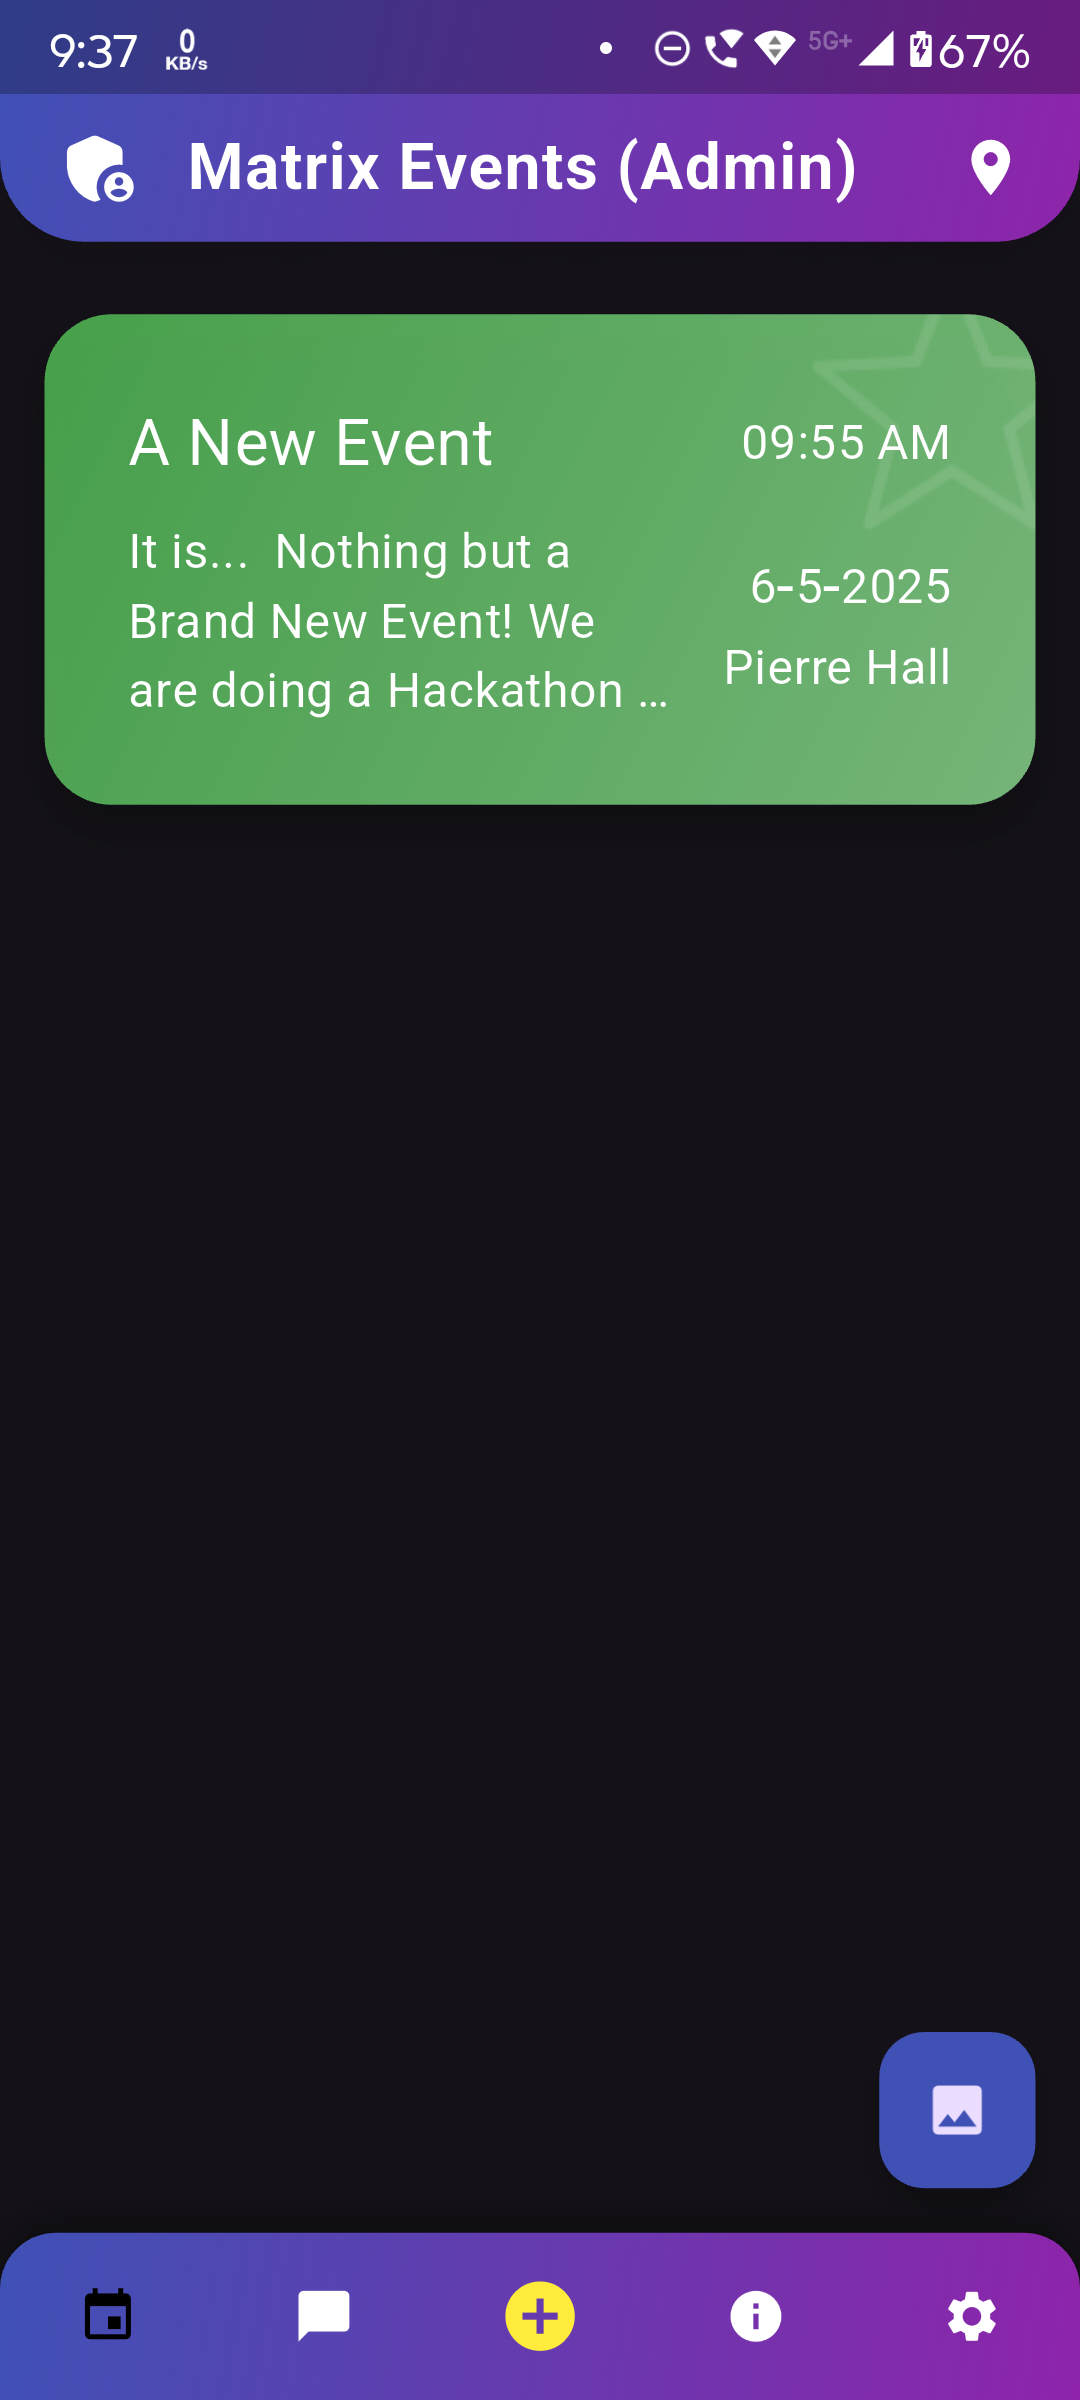 9:37
0
KB/s
5G+
67%
Matrix Events (Admin)
A New Event
09:55 AM
It is...  Nothing but a
Brand New Event! We
are doing a Hackathon …
6-5-2025
Pierre Hall